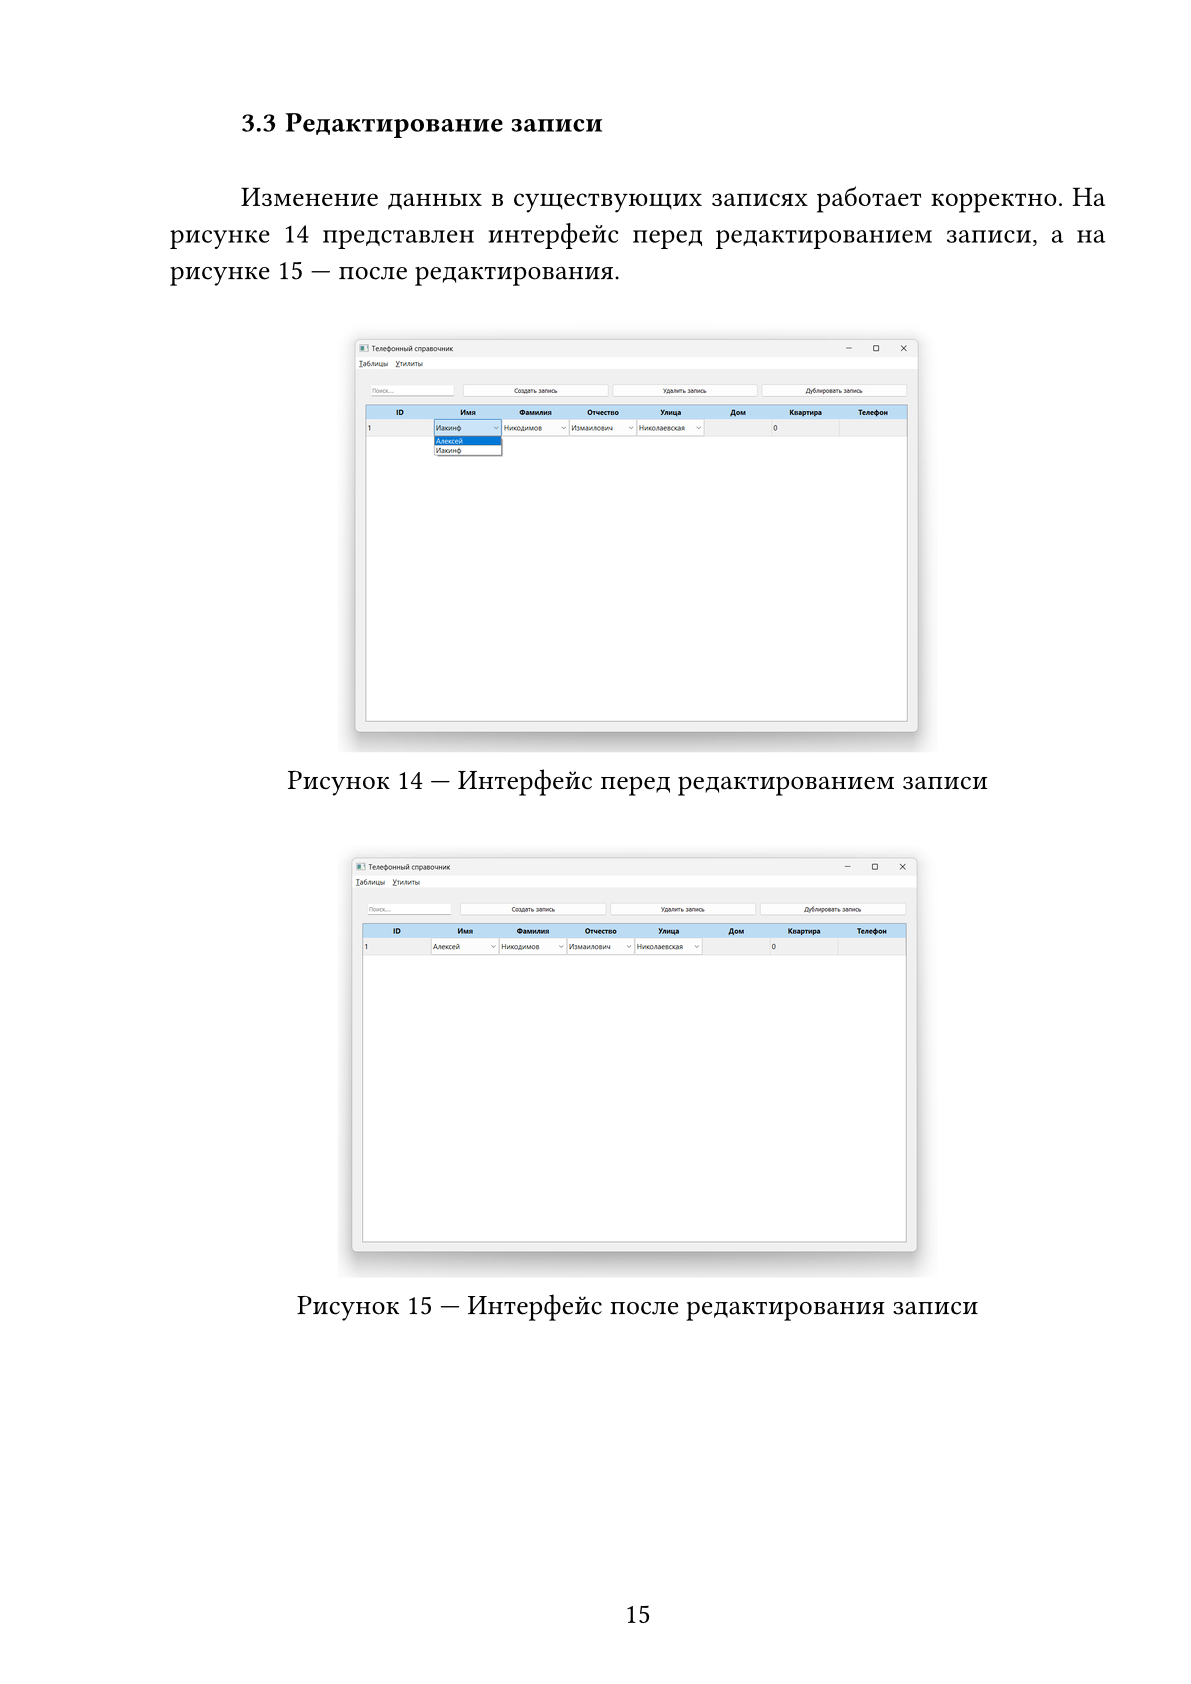 3.3 Редактирование записи
Изменение данных в существующих записях работает корректно. На
рисунке 14 представлен интерфейс перед редактированием записи, а на
рисунке 15 — после редактирования.
Телефонный справочник
Таблицы Утилиты
Поиск... Создать запись Удалить запись Дублировать запись
ID Имя Фамилия Отчество Улица Дом Квартира Телефон
1 Иакинф Никодимов Измаилович Николаевская 0
Алексей
Иакинф
Рисунок 14 — Интерфейс перед редактированием записи
Телефонный справочник
Таблицы Утилиты
Поиск... Создать запись Удалить запись Дублировать запись
ID Имя Фамилия Отчество Улица Дом Квартира Телефон
1 Алексей Никодимов Измаилович Николаевская 0
Рисунок 15 — Интерфейс после редактирования записи
15